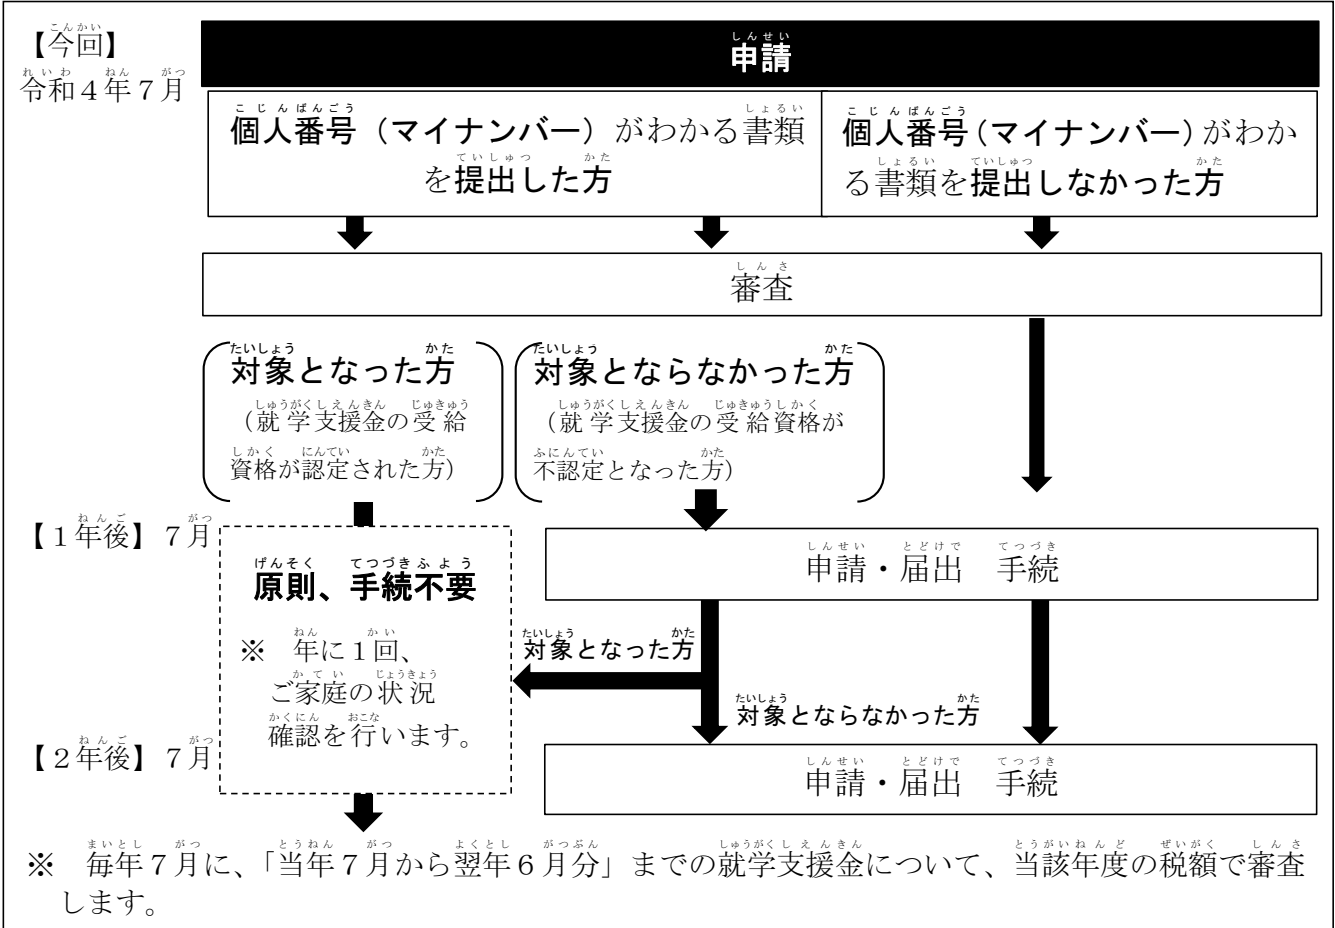 【今回】
令和４年７月
申請
個人番号（マイナンバー）がわかる書類
を提出した方
個人番号（マイナンバー）がわか
る書類を提出しなかった方
審査
対象となった方
（就学支援金の受給
資格が認定された方）
対象とならなかった方
（就学支援金の受給資格が
不認定となった方）
【１年後】７月
原則、手続不要
※　年に１回、
ご家庭の状況
確認を行います。
申請・届出　手続
対象となった方
対象とならなかった方
【２年後】７月
申請・届出　手続
※　毎年７月に、「当年７月から翌年６月分」までの就学支援金について、当該年度の税額で審査
します。